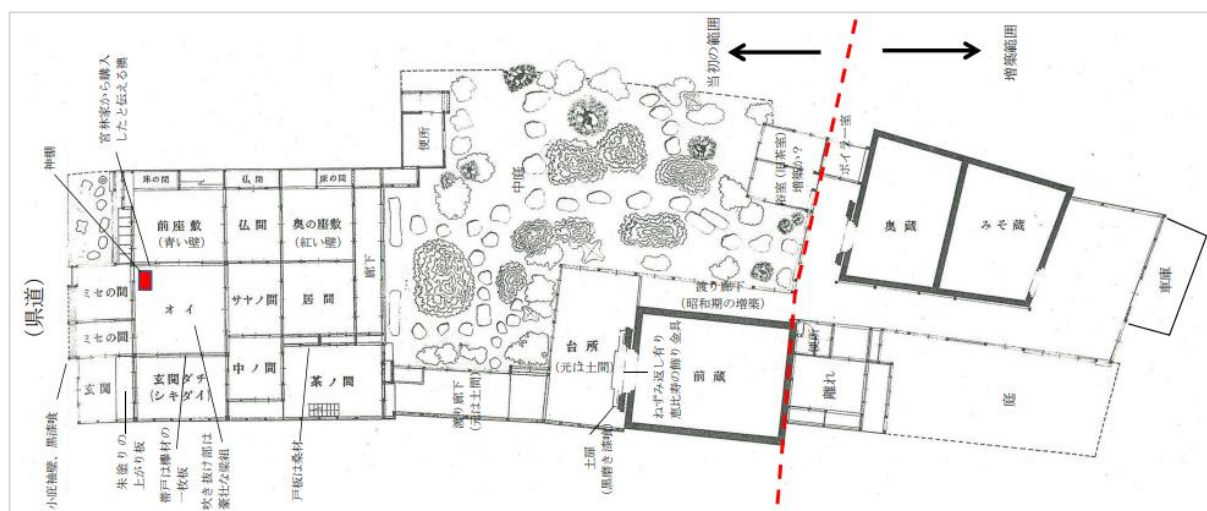 (県道)
小庇袖壁、黒漆喰
朱塗りの
上がり板
帯戸は欅材の
一枚板
吹き抜け部は
豪壮な梁組
戸板は桑材
神棚
宮林家から購入
したと伝える襖
ミセの間
ミセの間
玄関
床の間
前座敷
(青い壁)
オイ
玄関ダチ
(シキダイ)
仏間
仏間
サヤノ間
中ノ間
床の間
奥の座敷
(紅い壁)
居間
茶ノ間
廊下
便所
中庭
渡り廊下
(元は土間)
台所
(元は土間)
土扉
(黒磨き漆喰)
渡り廊下
(昭和期の増築)
ねずみ返し有り
恵比寿の飾り金具
前蔵
浴室(旧茶室)
増築か?
ボイラー室
当初の範囲
増築範囲
奥蔵
みそ蔵
車庫
便所
離れ
庭